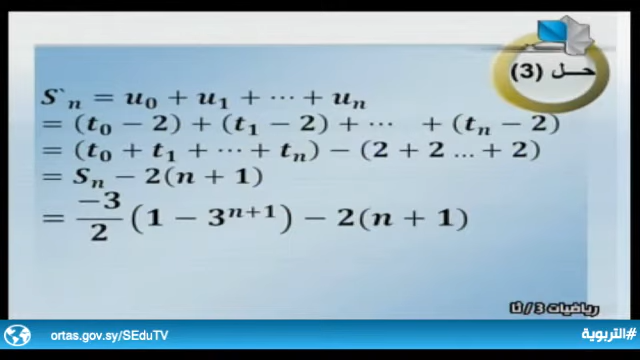 حل (3)
S`n = u0 + u1 + ⋯ + un
= (t0 − 2) + (t1 − 2) + ⋯ + (tn − 2)
= (t0 + t1 + ⋯ + tn) − (2 + 2 … + 2)
= Sn − 2(n + 1)
= −3/2 (1 − 3^(n+1)) − 2(n + 1)
رياضيات 3 / ثا
ortas.gov.sy/SEduTV
#التربوية